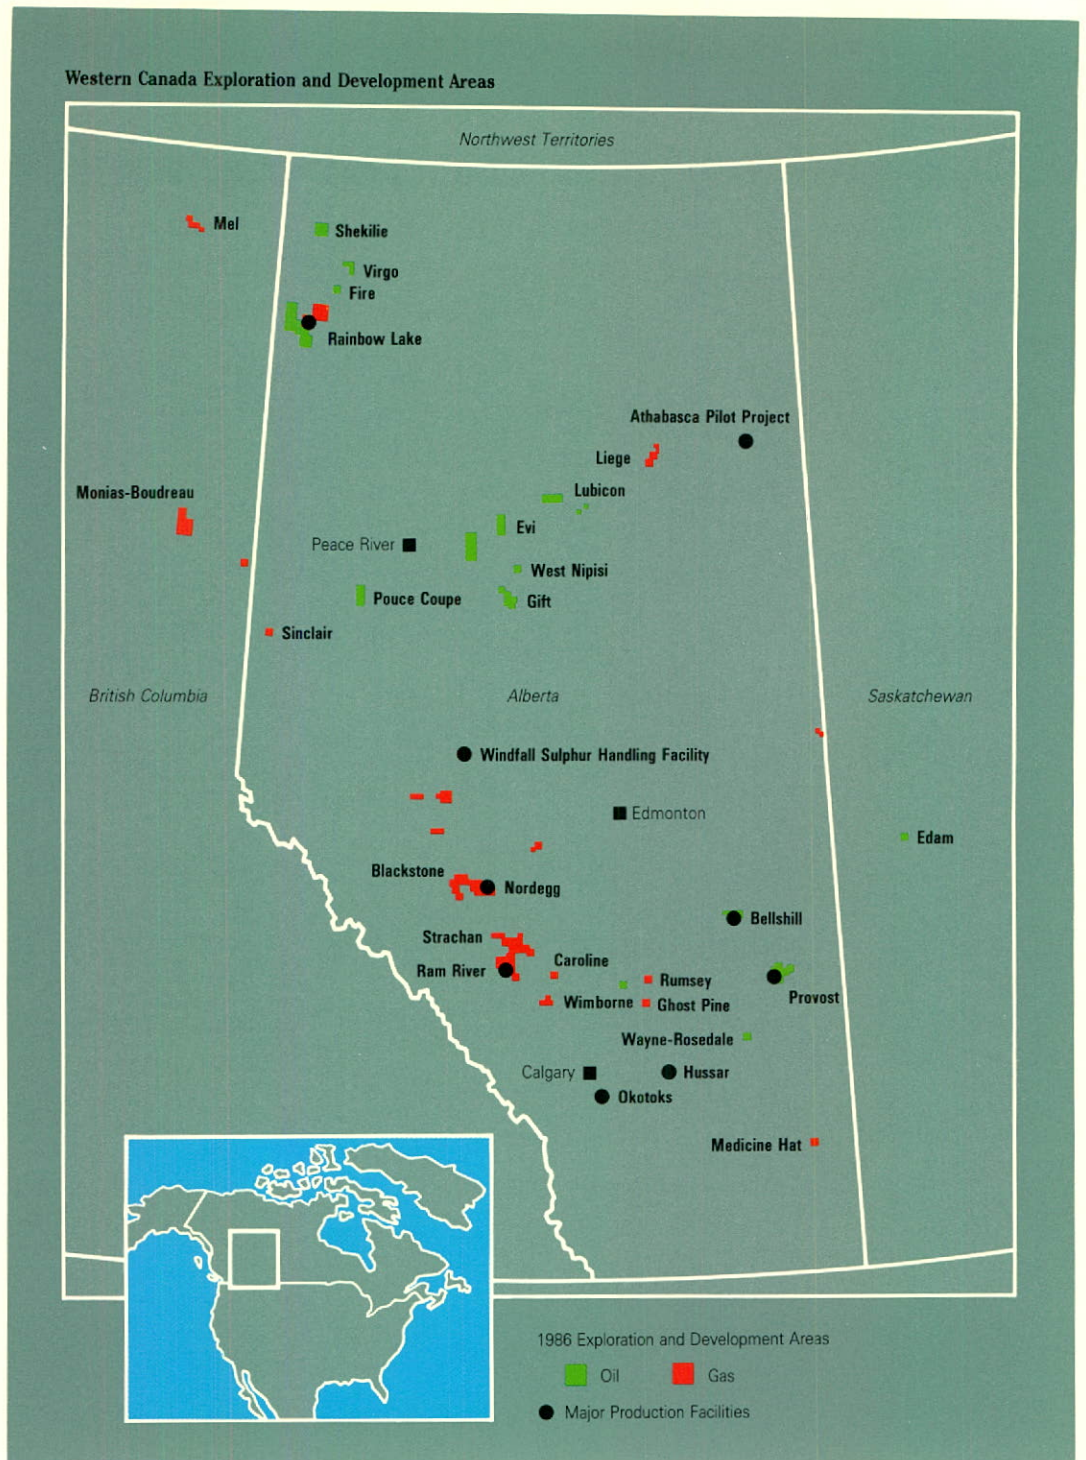 Western Canada Exploration and Development Areas
Northwest Territories
Mel
Shekilie
Virgo
Fire
Rainbow Lake
Athabasca Pilot Project
Liege
Lubicon
Monias-Boudreau
Evi
Peace River
West Nipisi
Pouce Coupe
Gift
Sinclair
British Columbia
Alberta
Saskatchewan
Windfall Sulphur Handling Facility
Edmonton
Edam
Blackstone
Nordegg
Bellshill
Strachan
Caroline
Ram River
Rumsey
Provost
Wimborne
Ghost Pine
Wayne-Rosedale
Calgary
Hussar
Okotoks
Medicine Hat
1986 Exploration and Development Areas
Oil
Gas
Major Production Facilities